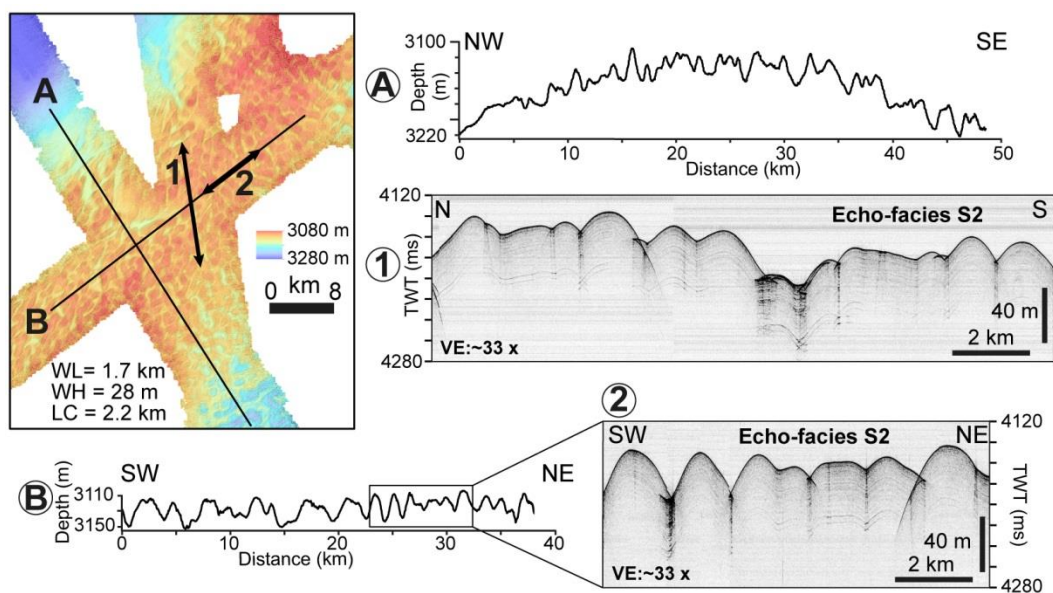 A
1
2
B
3080 m
3280 m
km
0 8
WL= 1.7 km
WH = 28 m
LC = 2.2 km
A
NW
SE
3100
Depth (m)
3220
0 10 20 30 40 50
Distance (km)
1
4120
N
Echo-facies S2
S
TWT (ms)
40 m
2 km
VE:~33 x
4280
B
SW
NE
Depth (m)
3110
3150
0 10 20 30 40
Distance (km)
2
4120
SW
Echo-facies S2
NE
TWT (ms)
40 m
2 km
VE:~33 x
4280